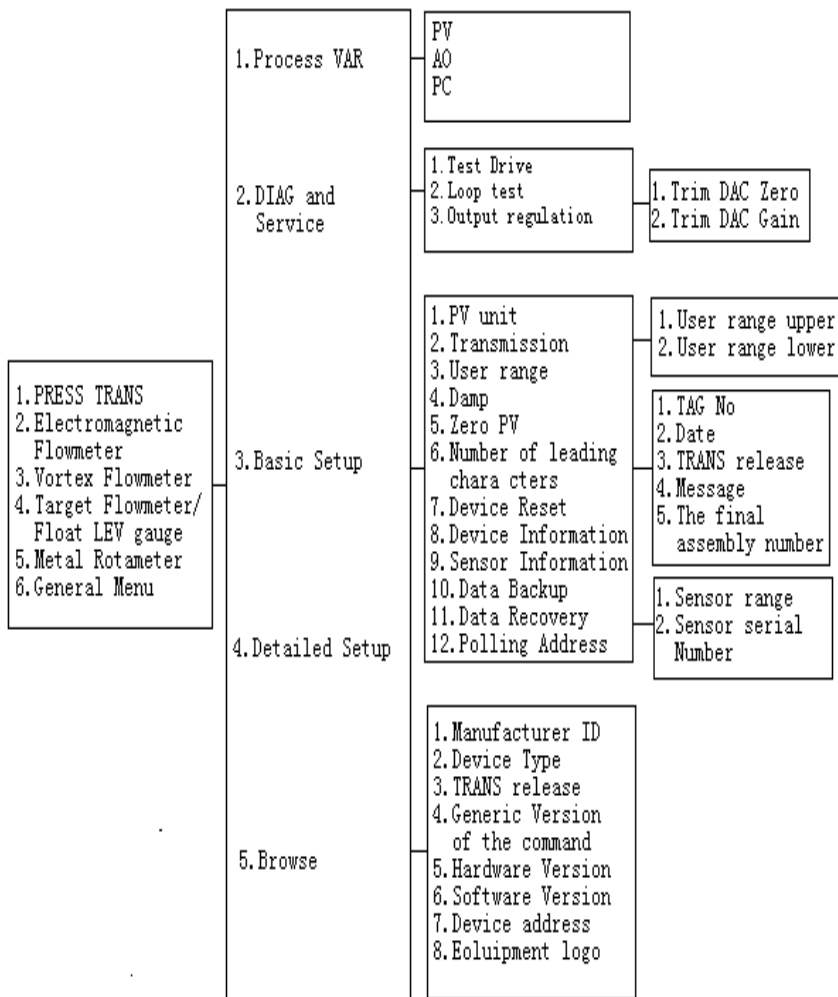 1.PRESS TRANS
2.Electromagnetic
Flowmeter
3.Vortex Flowmeter
4.Target Flowmeter/
Float LEV gauge
5.Metal Rotameter
6.General Menu
1.Process VAR
2.DIAG and
Service
3.Basic Setup
4.Detailed Setup
5.Browse
PV
AO
PC
1.Test Drive
2.Loop test
3.Output regulation
1.Trim DAC Zero
2.Trim DAC Gain
1.PV unit
2.Transmission
3.User range
4.Damp
5.Zero PV
6.Number of leading
chara cters
7.Device Reset
8.Device Information
9.Sensor Information
10.Data Backup
11.Data Recovery
12.Polling Address
1.User range upper
2.User range lower
1.TAG No
2.Date
3.TRANS release
4.Message
5.The final
assembly number
1.Sensor range
2.Sensor serial
Number
1.Manufacturer ID
2.Device Type
3.TRANS release
4.Generic Version
of the command
5.Hardware Version
6.Software Version
7.Device address
8.Eoluipment logo